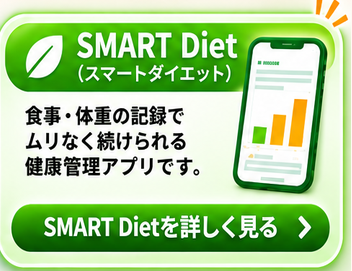 SMART Diet
（スマートダイエット）
食事・体重の記録で
ムリなく続けられる
健康管理アプリです。
SMART Dietを詳しく見る